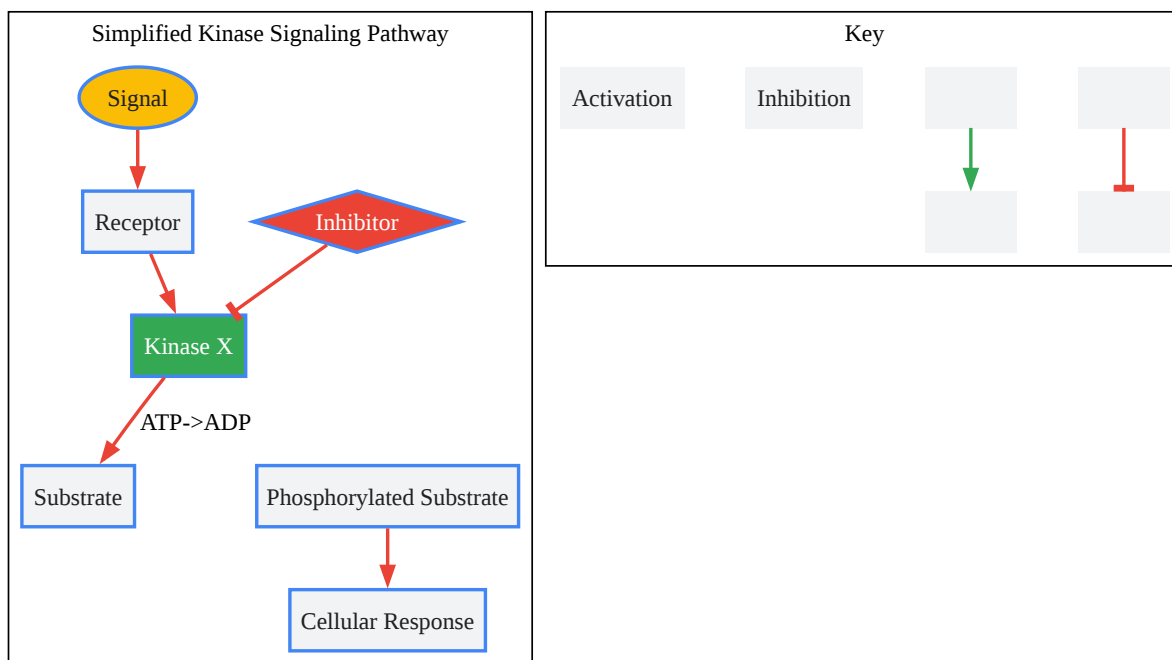 Simplified Kinase Signaling Pathway
Signal
Receptor
Inhibitor
Kinase X
ATP->ADP
Substrate
Phosphorylated Substrate
Cellular Response
Key
Activation
Inhibition